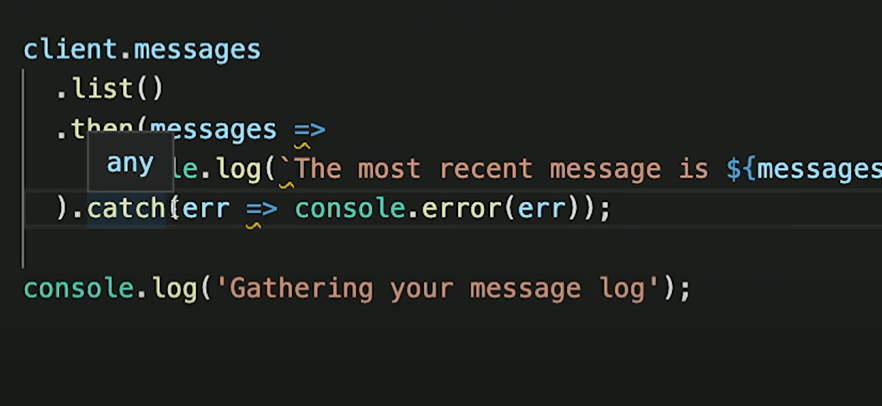 client.messages
.list()
.then(messages =>
any
le.log(`The most recent message is ${messages
).catch(err => console.error(err));
console.log('Gathering your message log');